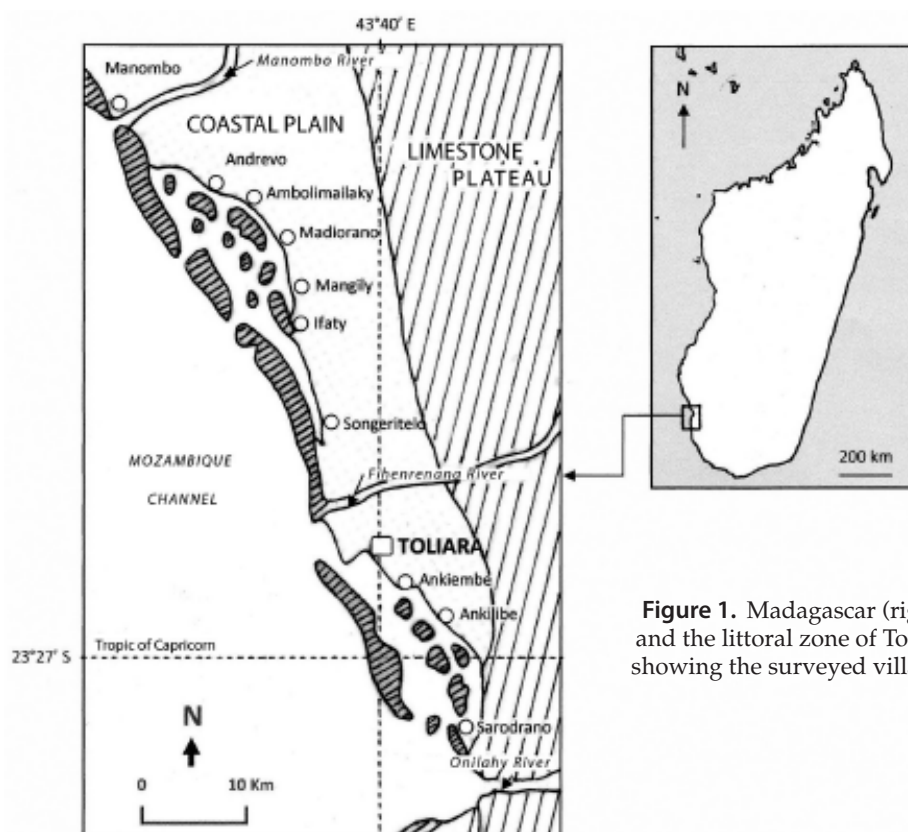 43°40′ E
Manombo
Manombo River
COASTAL PLAIN
LIMESTONE
PLATEAU
Andrevo
Ambolimailaky
Madiorano
Mangily
Ifaty
Songeritelo
MOZAMBIQUE
CHANNEL
Fihenrenana River
TOLIARA
Ankiembe
Ankilibe
Tropic of Capricorn
23°27′ S
Sarodrano
Onilahy River
N
0 10 Km
N
200 km
Figure 1. Madagascar (rig
and the littoral zone of To
showing the surveyed vill